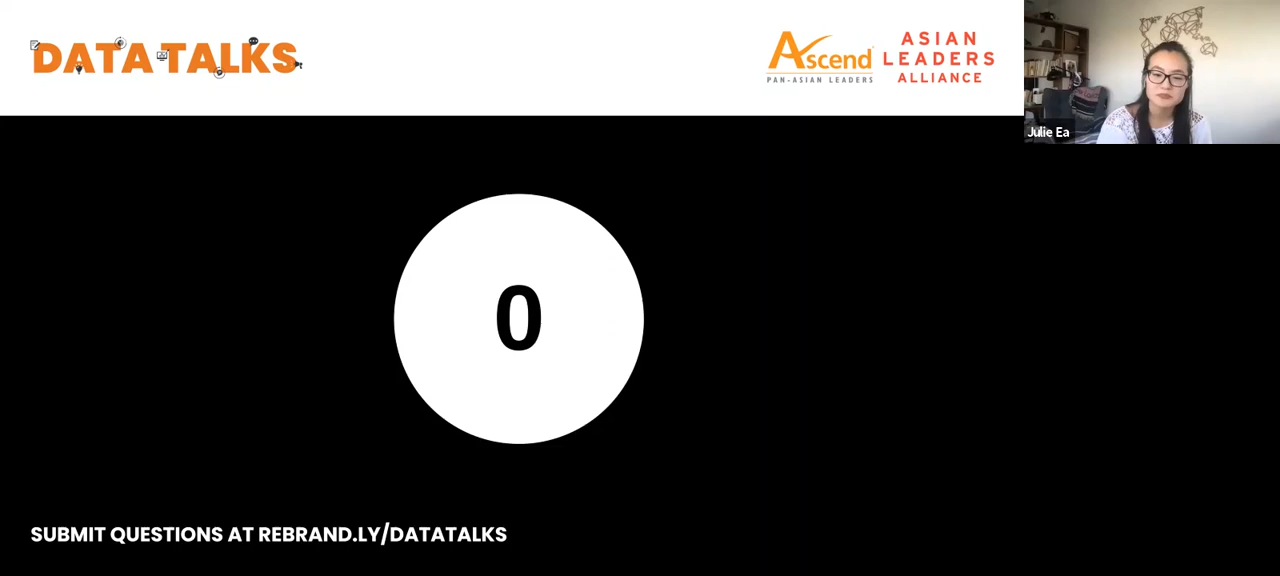 DATA TALKS
Ascend
PAN-ASIAN LEADERS
ASIAN
LEADERS
ALLIANCE
Julie Ea
0
SUBMIT QUESTIONS AT REBRAND.LY/DATATALKS